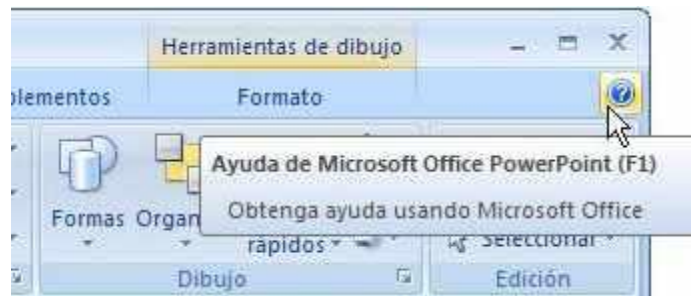 Herramientas de dibujo
lementos Formato
Ayuda de Microsoft Office PowerPoint (F1)
Obtenga ayuda usando Microsoft Office
Formas Organ
rápidos
Seleccionar
Dibujo Edición